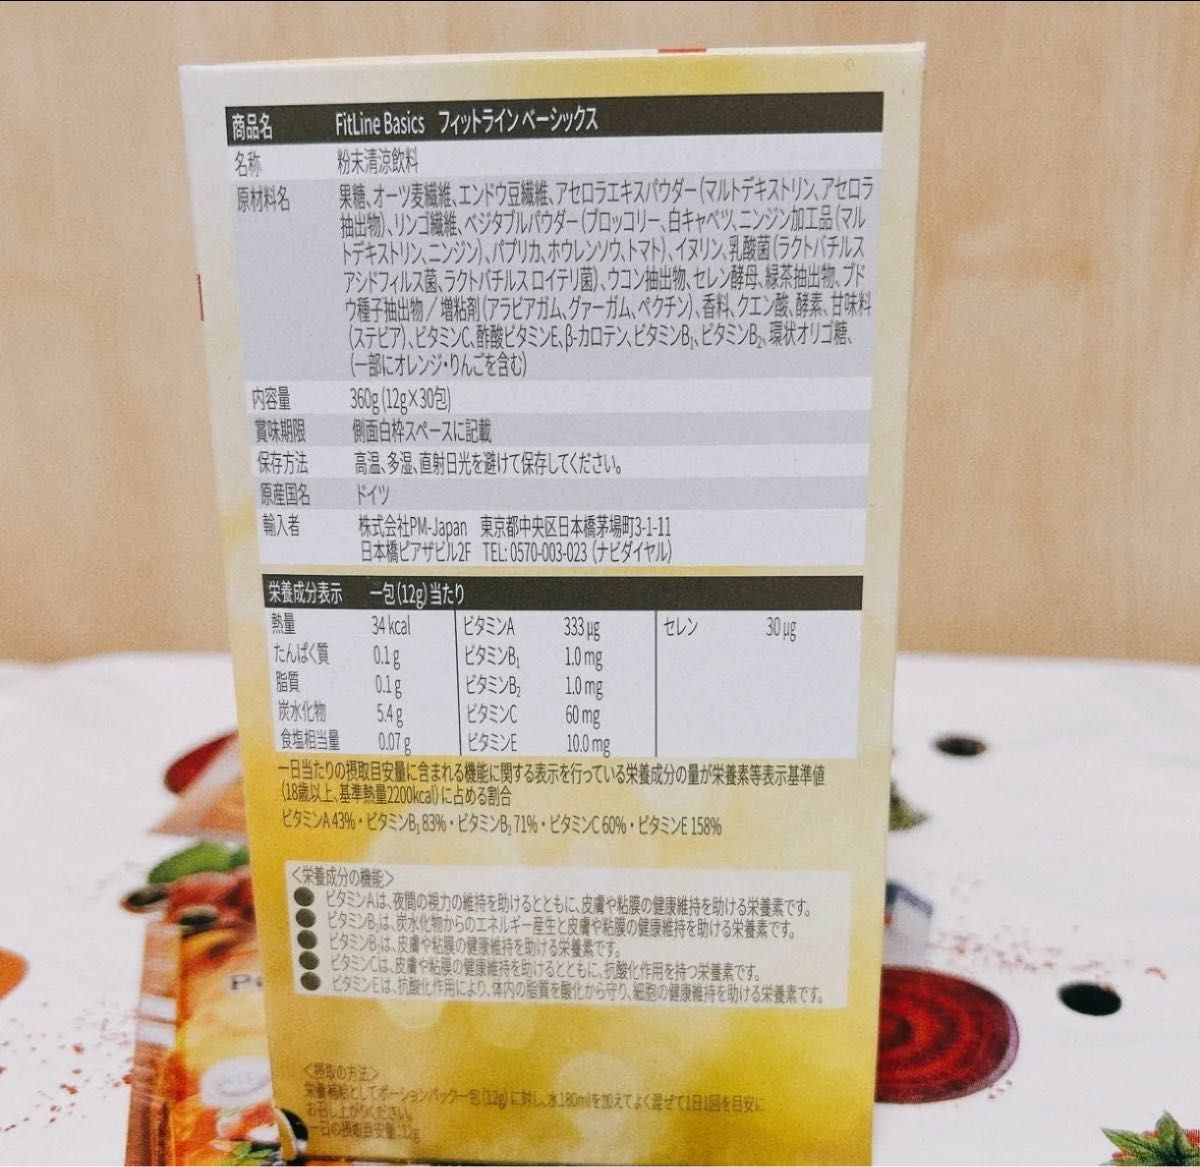 商品名 FitLine Basics フィットライン ベーシックス
名称 粉末清涼飲料
原材料名 果糖、オーツ麦繊維、エンドウ豆繊維、アセロラエキスパウダー(マルトデキストリン、アセロラ
抽出物)、リンゴ繊維、ベジタブルパウダー(ブロッコリー、白キャベツ、ニンジン加工品(マル
トデキストリン、ニンジン)、パプリカ、ホウレンソウ、トマト)、イヌリン、乳酸菌(ラクトバチルス
アシドフィルス菌、ラクトバチルス ロイテリ菌)、ウコン抽出物、セレン酵母、緑茶抽出物、ブド
ウ種子抽出物/増粘剤(アラビアガム、グァーガム、ペクチン)、香料、クエン酸、酵素、甘味料
(ステビア)、ビタミンC、酢酸ビタミンE、β-カロテン、ビタミンB₁、ビタミンB₂、環状オリゴ糖、
(一部にオレンジ・りんごを含む)
内容量 360g(12g×30包)
賞味期限 側面白枠スペースに記載
保存方法 高温、多湿、直射日光を避けて保存してください。
原産国名 ドイツ
輸入者 株式会社PM-Japan 東京都中央区日本橋茅場町3-1-11
日本橋ピアザビル2F TEL: 0570-003-023 (ナビダイヤル)
栄養成分表示 一包(12g)当たり
熱量 34 kcal ビタミンA 333 μg セレン 30 μg
たんぱく質 0.1 g ビタミンB₁ 1.0 mg
脂質 0.1 g ビタミンB₂ 1.0 mg
炭水化物 5.4 g ビタミンC 60 mg
食塩相当量 0.07 g ビタミンE 10.0 mg
一日当たりの摂取目安量に含まれる機能に関する表示を行っている栄養成分の量が栄養素等表示基準値
(18歳以上、基準熱量2200kcal)に占める割合
ビタミンA 43%・ビタミンB₁ 83%・ビタミンB₂ 71%・ビタミンC 60%・ビタミンE 158%
<栄養成分の機能>
● ビタミンAは、夜間の視力の維持を助けるとともに、皮膚や粘膜の健康維持を助ける栄養素です。
● ビタミンB₁は、炭水化物からのエネルギー産生と皮膚や粘膜の健康維持を助ける栄養素です。
● ビタミンB₂は、皮膚や粘膜の健康維持を助ける栄養素です。
● ビタミンCは、皮膚や粘膜の健康維持を助けるとともに、抗酸化作用を持つ栄養素です。
● ビタミンEは、抗酸化作用により、体内の脂質を酸化から守り、細胞の健康維持を助ける栄養素です。
<摂取の方法>
栄養補給としてポーションパック一包(12g)に対し、水180mlを加えてよく混ぜて1日1回を目安に
お召し上がりください。
一日の摂取目安量:12g